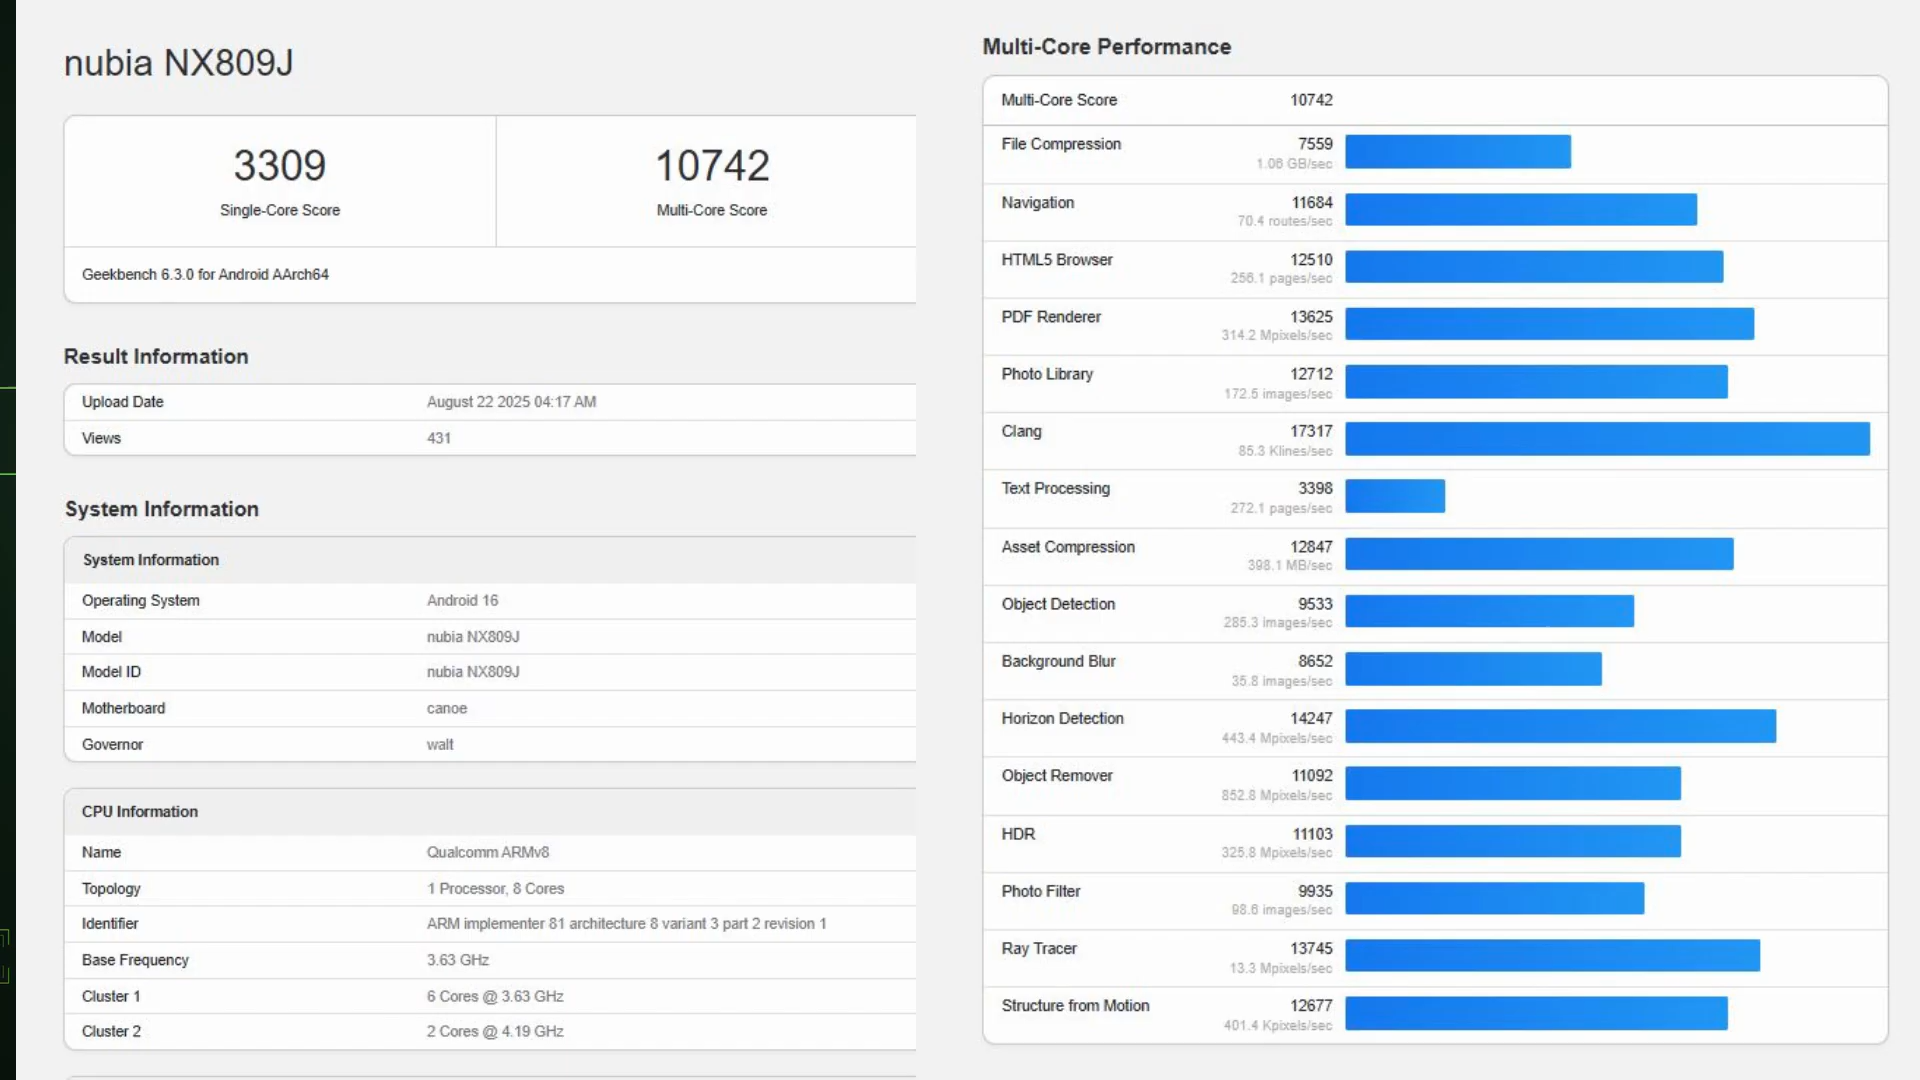 nubia NX809J
3309
10742
Single-Core Score
Multi-Core Score
Geekbench 6.3.0 for Android AArch64
Result Information
Upload Date August 22 2025 04:17 AM
Views 431
System Information
System Information
Operating System Android 16
Model nubia NX809J
Model ID nubia NX809J
Motherboard canoe
Governor walt
CPU Information
Name Qualcomm ARMv8
Topology 1 Processor, 8 Cores
Identifier ARM implementer 81 architecture 8 variant 3 part 2 revision 1
Base Frequency 3.63 GHz
Cluster 1 6 Cores @ 3.63 GHz
Cluster 2 2 Cores @ 4.19 GHz
Multi-Core Performance
Multi-Core Score 10742
File Compression 7559
1.06 GB/sec
Navigation 11684
70.4 routes/sec
HTML5 Browser 12510
256.1 pages/sec
PDF Renderer 13625
314.2 Mpixels/sec
Photo Library 12712
172.5 images/sec
Clang 17317
85.3 Klines/sec
Text Processing 3398
272.1 pages/sec
Asset Compression 12847
398.1 MB/sec
Object Detection 9533
285.3 images/sec
Background Blur 8652
35.8 images/sec
Horizon Detection 14247
443.4 Mpixels/sec
Object Remover 11092
852.8 Mpixels/sec
HDR 11103
325.8 Mpixels/sec
Photo Filter 9935
98.6 images/sec
Ray Tracer 13745
13.3 Mpixels/sec
Structure from Motion 12677
401.4 Kpixels/sec